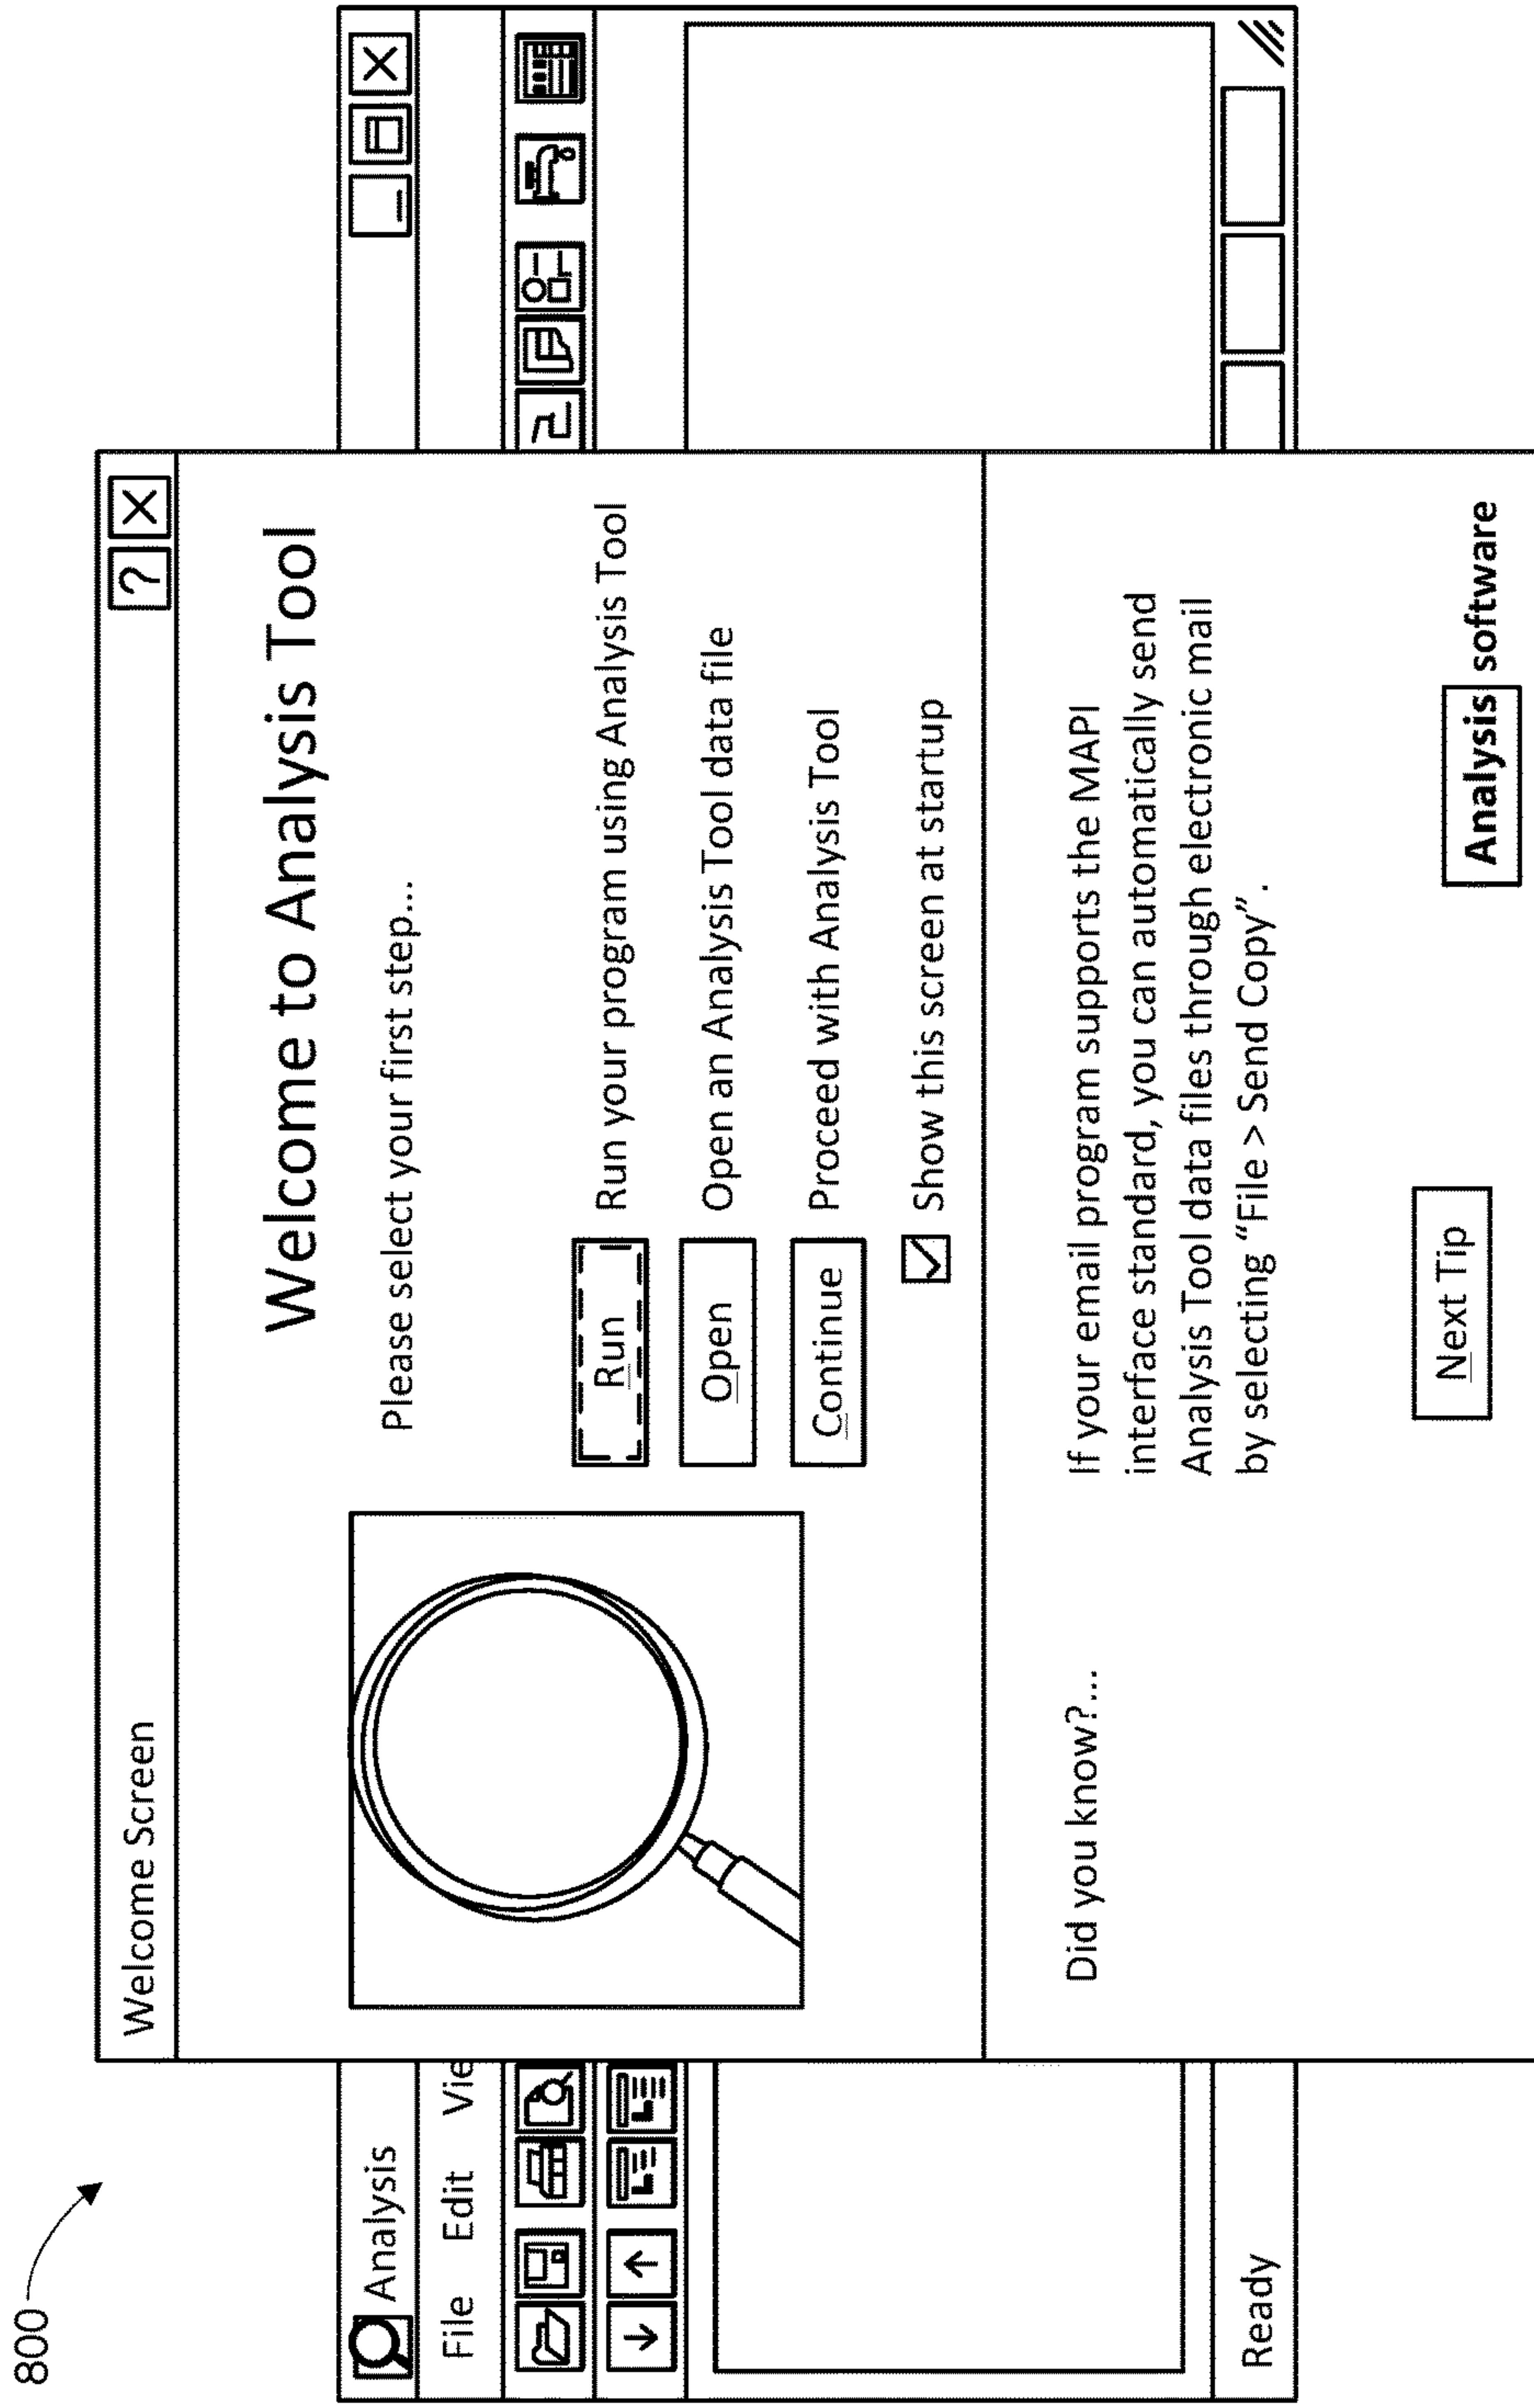 800
Welcome Screen
?
Analysis
File Edit Vie
Welcome to Analysis Tool
Please select your first step...
Run Run your program using Analysis Tool
Open Open an Analysis Tool data file
Continue Proceed with Analysis Tool
Show this screen at startup
Did you know?...
If your email program supports the MAPI
interface standard, you can automatically send
Analysis Tool data files through electronic mail
by selecting “File > Send Copy”.
Ready
Next Tip
Analysis software